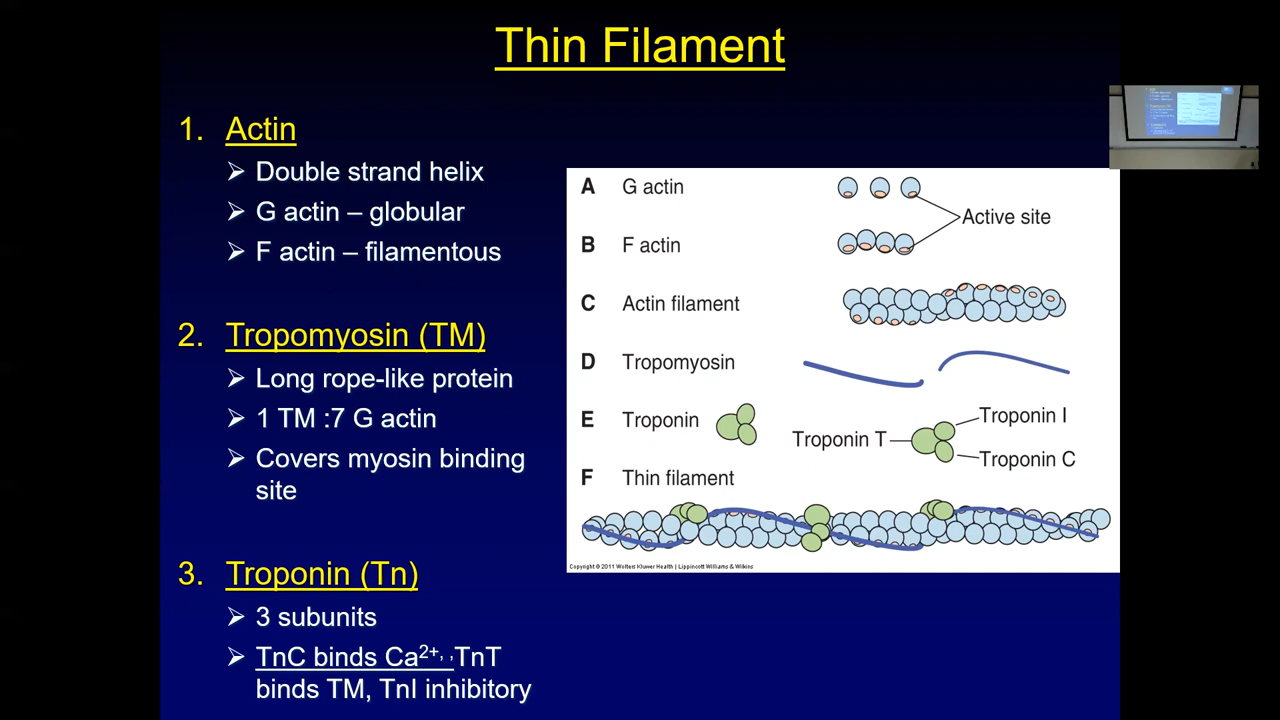 Thin Filament
1. Actin
➢ Double strand helix
➢ G actin – globular
➢ F actin – filamentous
2. Tropomyosin (TM)
➢ Long rope-like protein
➢ 1 TM :7 G actin
➢ Covers myosin binding
site
3. Troponin (Tn)
➢ 3 subunits
➢ TnC binds Ca²⁺, ,TnT
binds TM, TnI inhibitory
A G actin
Active site
B F actin
C Actin filament
D Tropomyosin
E Troponin
Troponin T
Troponin I
Troponin C
F Thin filament
Copyright © 2011 Wolters Kluwer Health | Lippincott Williams & Wilkins